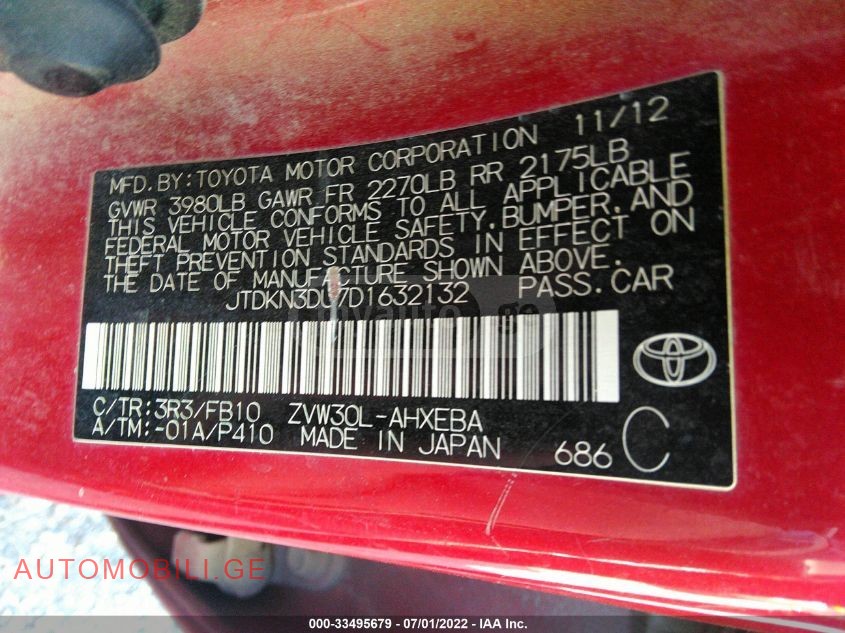 MFD.BY:TOYOTA MOTOR CORPORATION 11/12
GVWR 3980LB GAWR FR 2270LB RR 2175LB
THIS VEHICLE CONFORMS TO ALL APPLICABLE
FEDERAL MOTOR VEHICLE SAFETY,BUMPER,AND
THEFT PREVENTION STANDARDS IN EFFECT ON
THE DATE OF MANUFACTURE SHOWN ABOVE.
JTDKN3DU7D1632132 PASS.CAR
C/TR:3R3/FB10 ZVW30L-AHXEBA
A/TM:-01A/P410 MADE IN JAPAN 686 C
AUTOMOBILI.GE
000-33495679 - 07/01/2022 - IAA Inc.